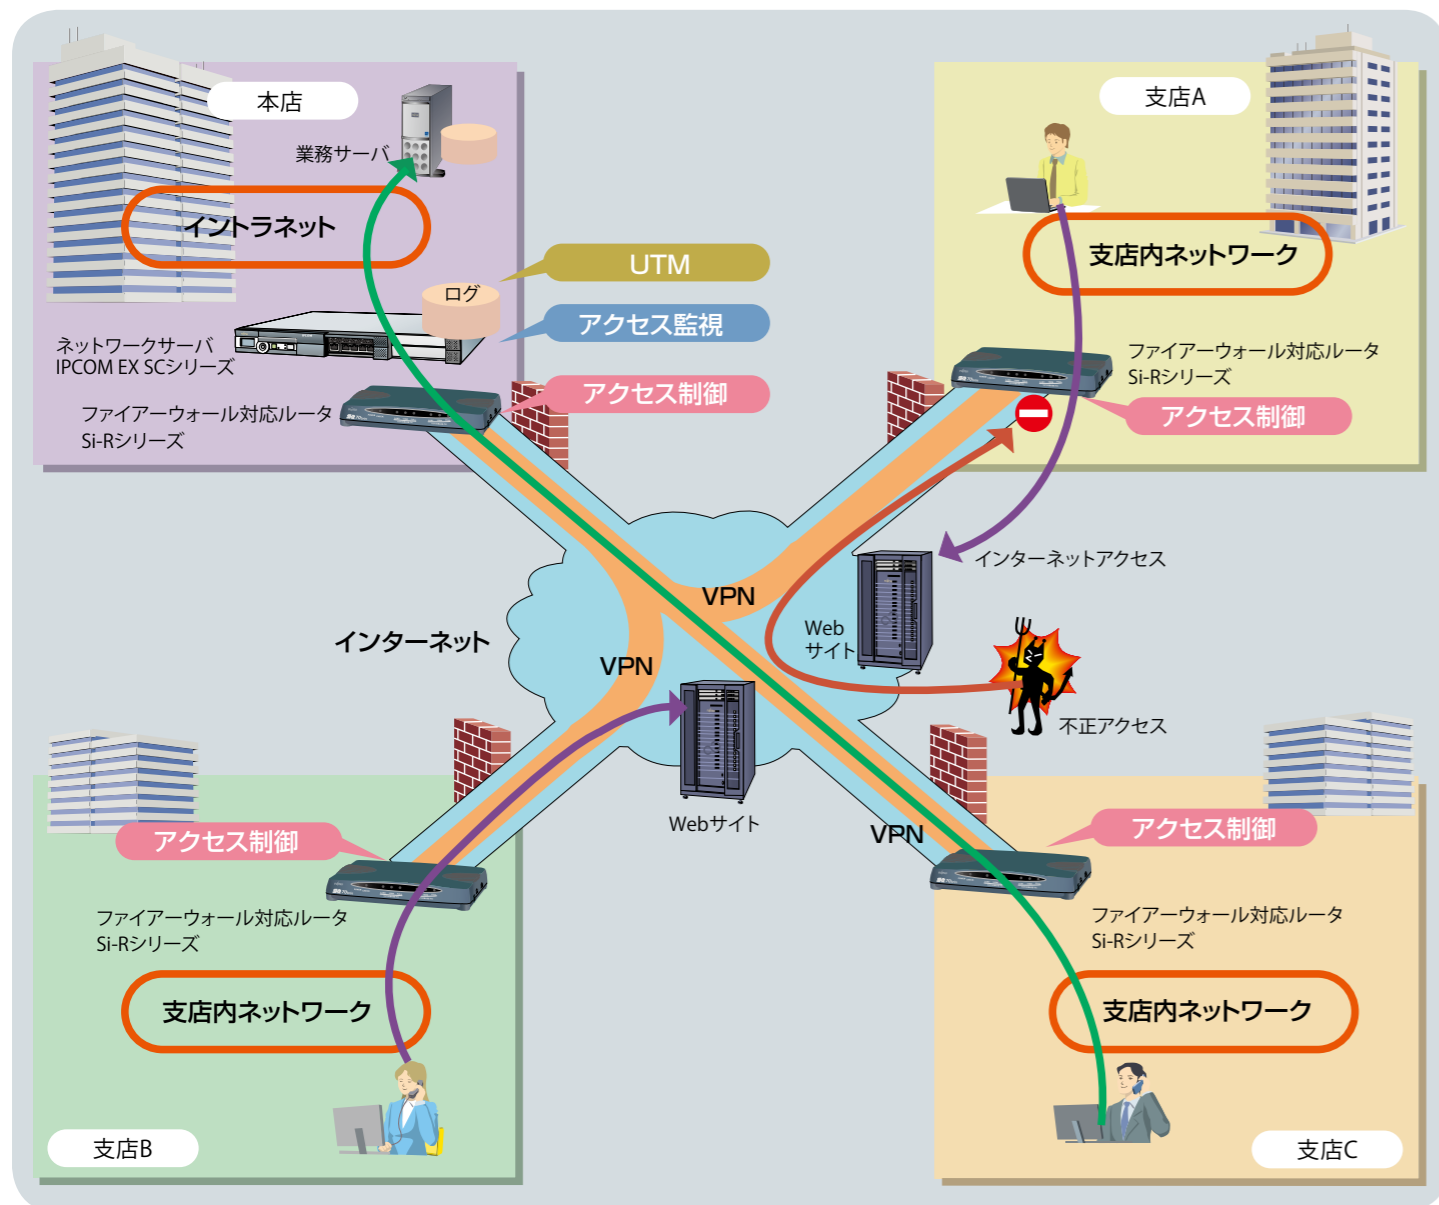 本店
業務サーバ
イントラネット
UTM
ログ
アクセス監視
ネットワークサーバ
IPCOM EX SCシリーズ
アクセス制御
ファイアーウォール対応ルータ
Si-Rシリーズ
支店A
支店内ネットワーク
ファイアーウォール対応ルータ
Si-Rシリーズ
アクセス制御
インターネットアクセス
VPN
Web
サイト
インターネット
VPN
不正アクセス
Webサイト
VPN
アクセス制御
ファイアーウォール対応ルータ
Si-Rシリーズ
支店内ネットワーク
支店B
アクセス制御
ファイアーウォール対応ルータ
Si-Rシリーズ
支店内ネットワーク
支店C